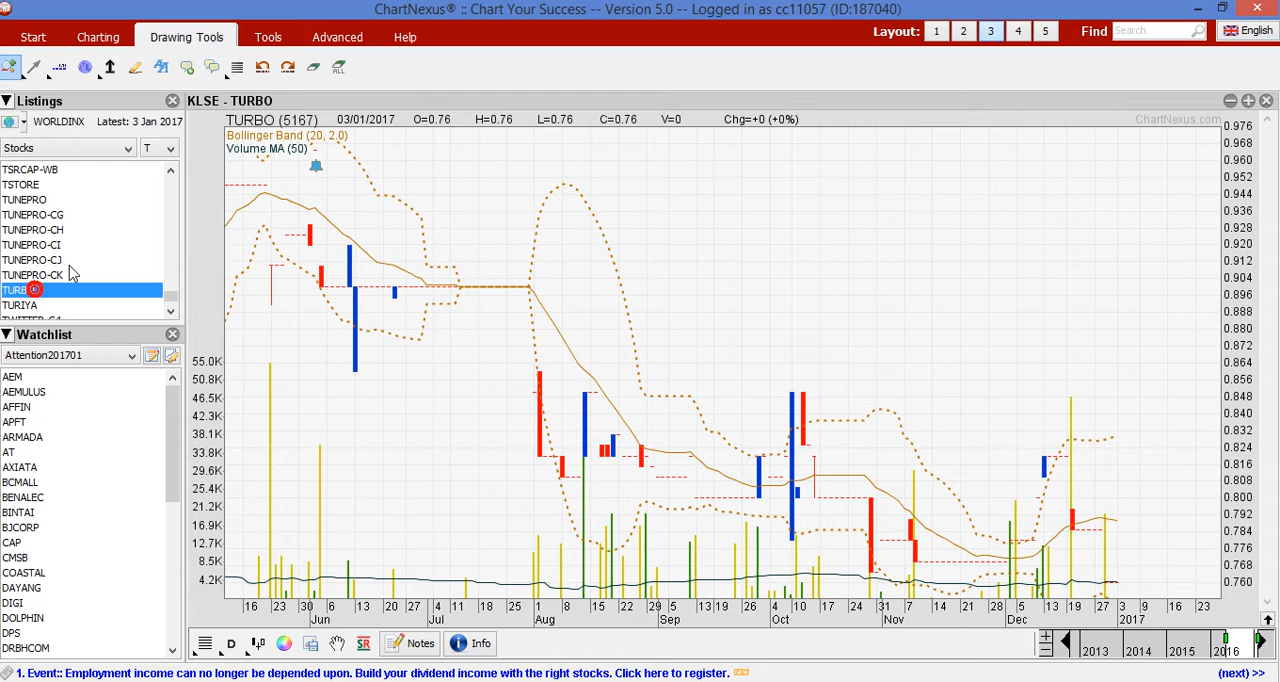 ChartNexus® :: Chart Your Success -- Version 5.0 -- Logged in as cc11057 (ID:187040)
Start Charting Drawing Tools Tools Advanced Help Layout: 1 2 3 4 5 Find Search English
ALL
Listings
WORLDINX Latest: 3 Jan 2017
Stocks T
TSRCAP-WB
TSTORE
TUNEPRO
TUNEPRO-CG
TUNEPRO-CH
TUNEPRO-CI
TUNEPRO-CJ
TUNEPRO-CK
TURB
TURIYA
Watchlist
Attention201701
AEM
AEMULUS
AFFIN
APFT
ARMADA
AT
AXIATA
BCMALL
BENALEC
BINTAI
BJCORP
CAP
CMSB
COASTAL
DAYANG
DIGI
DOLPHIN
DPS
DRBHCOM
KLSE - TURBO
TURBO (5167) 03/01/2017 O=0.76 H=0.76 L=0.76 C=0.76 V=0 Chg=+0 (+0%) ChartNexus.com
Bollinger Band (20, 2.0)
Volume MA (50)
0.976
0.968
0.960
0.952
0.944
0.936
0.928
0.920
0.912
0.904
0.896
0.888
0.880
0.872
0.864
0.856
0.848
0.840
0.832
0.824
0.816
0.808
0.800
0.792
0.784
0.776
0.768
0.760
55.0K
50.8K
46.5K
42.3K
38.1K
33.8K
29.6K
25.4K
21.2K
16.9K
12.7K
8.5K
4.2K
16 23 30 6 13 20 27 4 11 18 25 1 8 15 22 29 5 13 19 26 4 10 17 24 31 7 14 21 28 5 13 19 27 3 9 16 23
Jun Jul Aug Sep Oct Nov Dec 2017
D SR Notes Info 2013 2014 2015 2016
1. Event:: Employment income can no longer be depended upon. Build your dividend income with the right stocks. Click here to register. NEW (next) >>